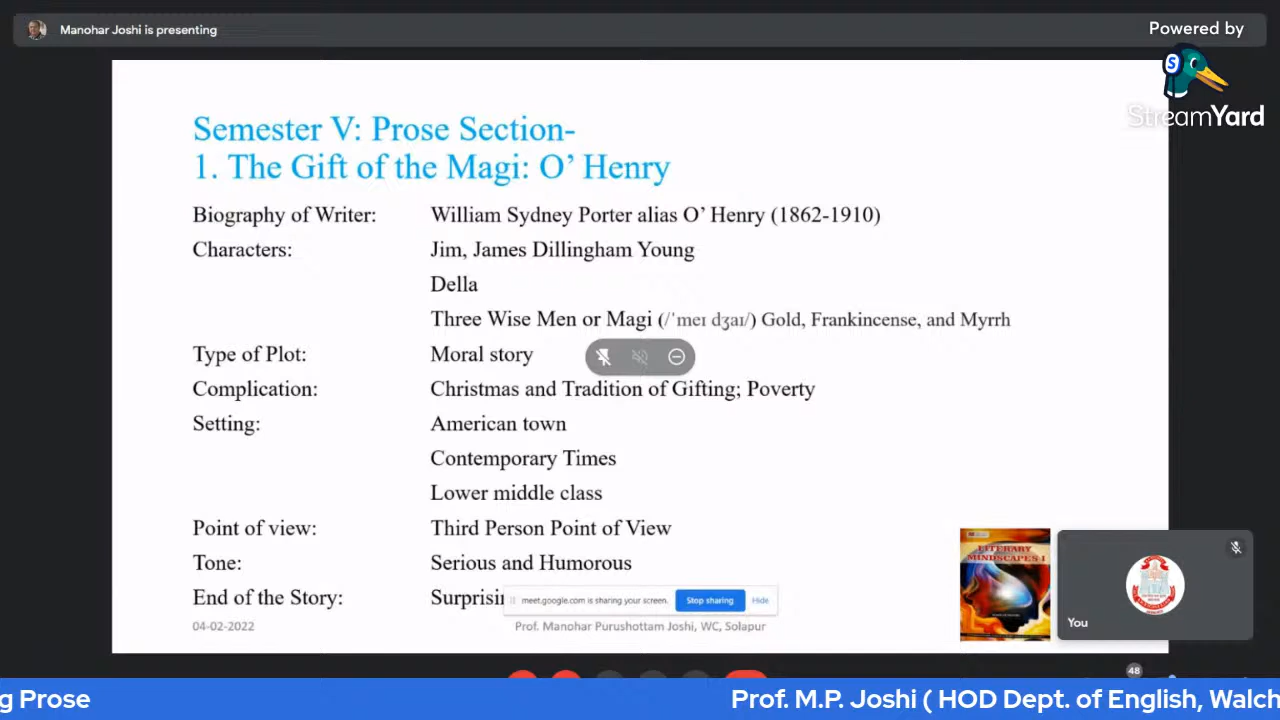 Manohar Joshi is presenting
Powered by
StreamYard
Semester V: Prose Section-
1. The Gift of the Magi: O’ Henry
Biography of Writer: William Sydney Porter alias O’ Henry (1862-1910)
Characters: Jim, James Dillingham Young
Della
Three Wise Men or Magi (/ˈmeɪ dʒaɪ/) Gold, Frankincense, and Myrrh
Type of Plot: Moral story
Complication: Christmas and Tradition of Gifting; Poverty
Setting: American town
Contemporary Times
Lower middle class
Point of view: Third Person Point of View
Tone: Serious and Humorous
End of the Story: Surprisin
meet.google.com is sharing your screen. Stop sharing Hide
04-02-2022 Prof. Manohar Purushottam Joshi, WC, Solapur
LITERARY
MINDSCAPES I
You
48
g Prose Prof. M.P. Joshi ( HOD Dept. of English, Walch